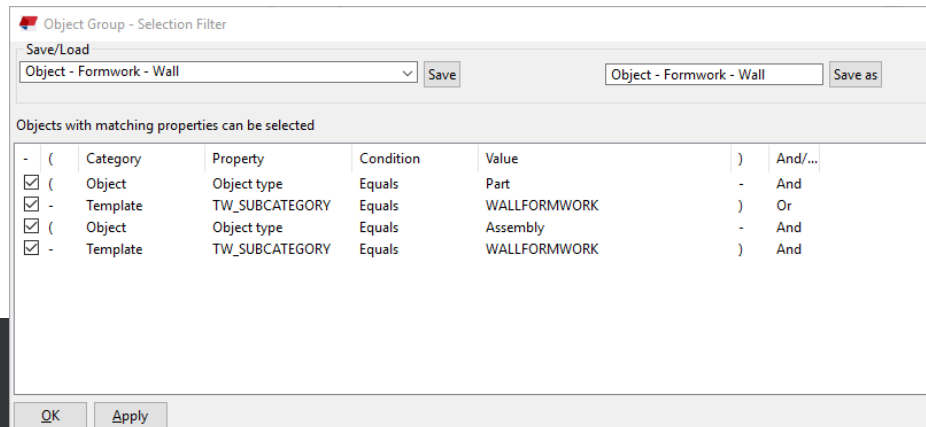 Object Group - Selection Filter
Save/Load
Object - Formwork - Wall Save Object - Formwork - Wall Save as
Objects with matching properties can be selected
- ( Category Property Condition Value ) And/...
( Object Object type Equals Part - And
- Template TW_SUBCATEGORY Equals WALLFORMWORK ) Or
( Object Object type Equals Assembly - And
- Template TW_SUBCATEGORY Equals WALLFORMWORK ) And
OK Apply